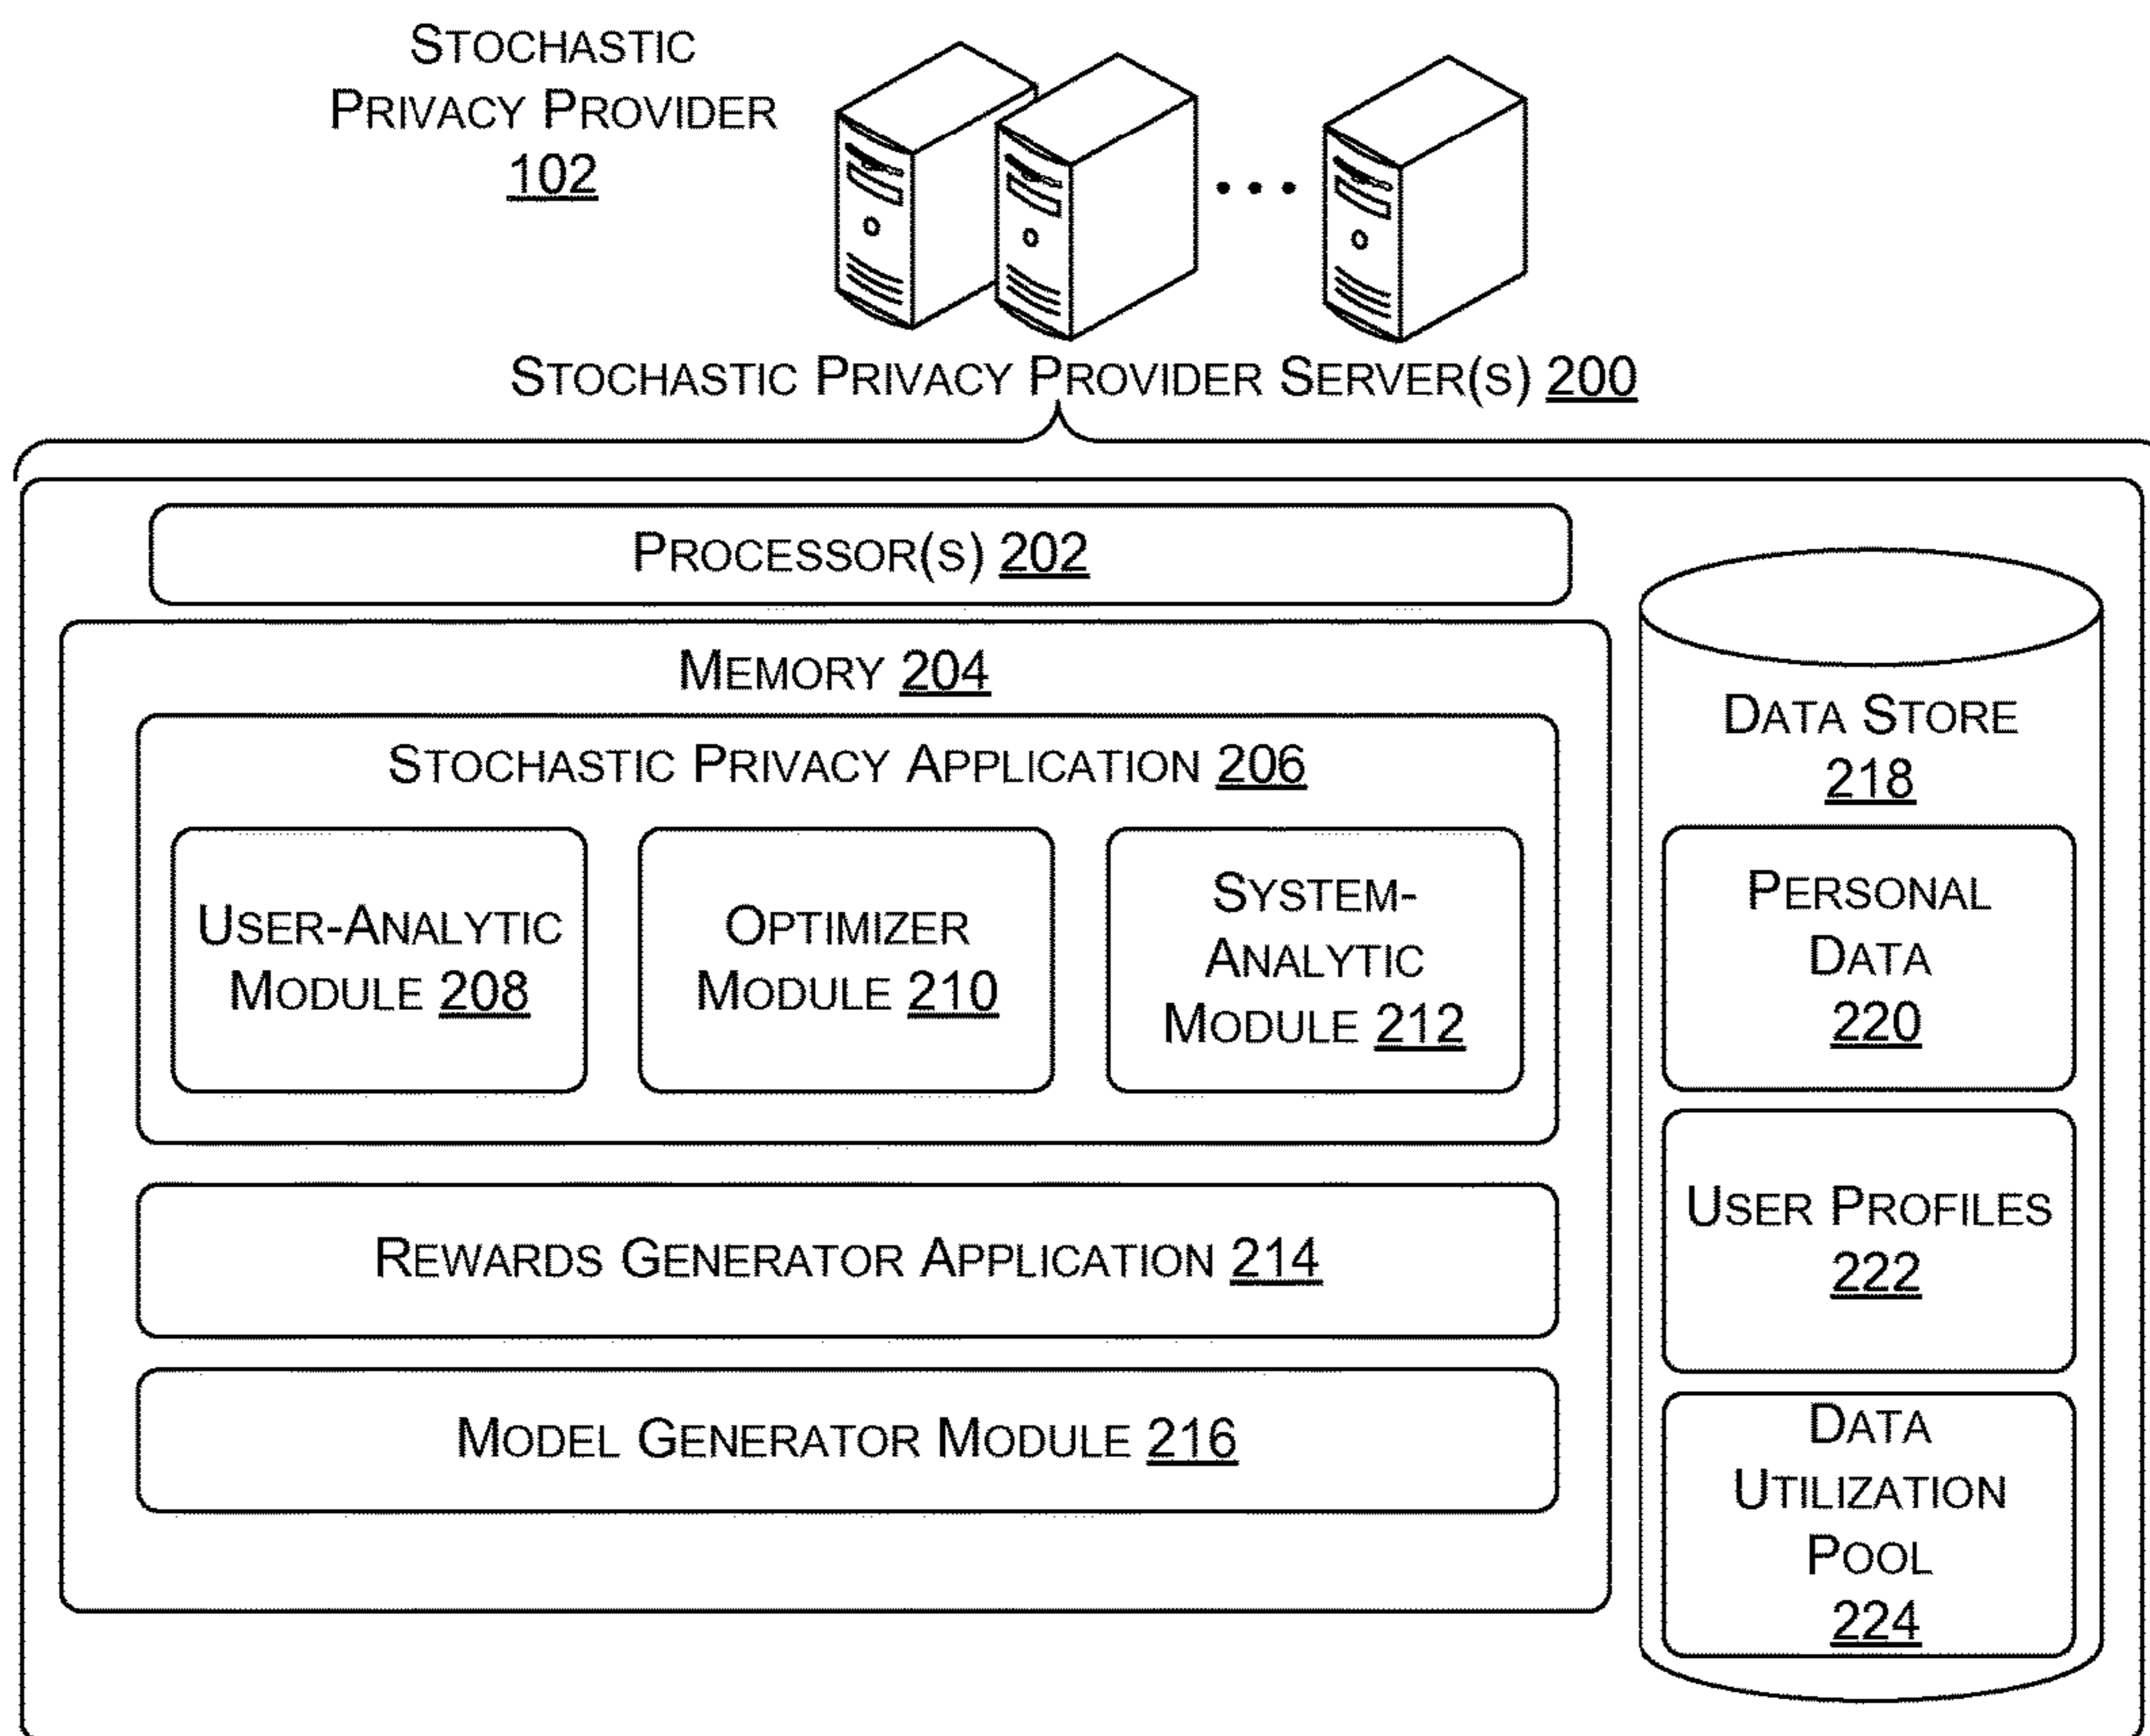 STOCHASTIC
PRIVACY PROVIDER
102
STOCHASTIC PRIVACY PROVIDER SERVER(S) 200
PROCESSOR(S) 202
MEMORY 204
STOCHASTIC PRIVACY APPLICATION 206
USER-ANALYTIC
MODULE 208
OPTIMIZER
MODULE 210
SYSTEM-
ANALYTIC
MODULE 212
REWARDS GENERATOR APPLICATION 214
MODEL GENERATOR MODULE 216
DATA STORE
218
PERSONAL
DATA
220
USER PROFILES
222
DATA
UTILIZATION
POOL
224